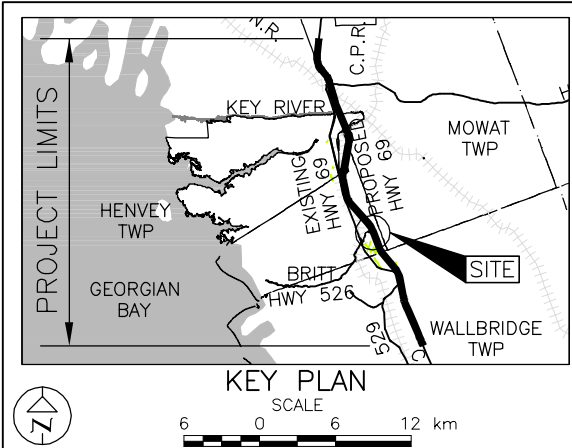 N.R.
C.P.R.
PROJECT LIMITS
KEY RIVER
MOWAT
TWP
EXISTING
HWY 69
PROPOSED
HWY 69
HENVEY
TWP
SITE
BRITT
HWY 526
GEORGIAN
BAY
529
WALLBRIDGE
TWP
C
H
KEY PLAN
SCALE
6 0 6 12 km
N